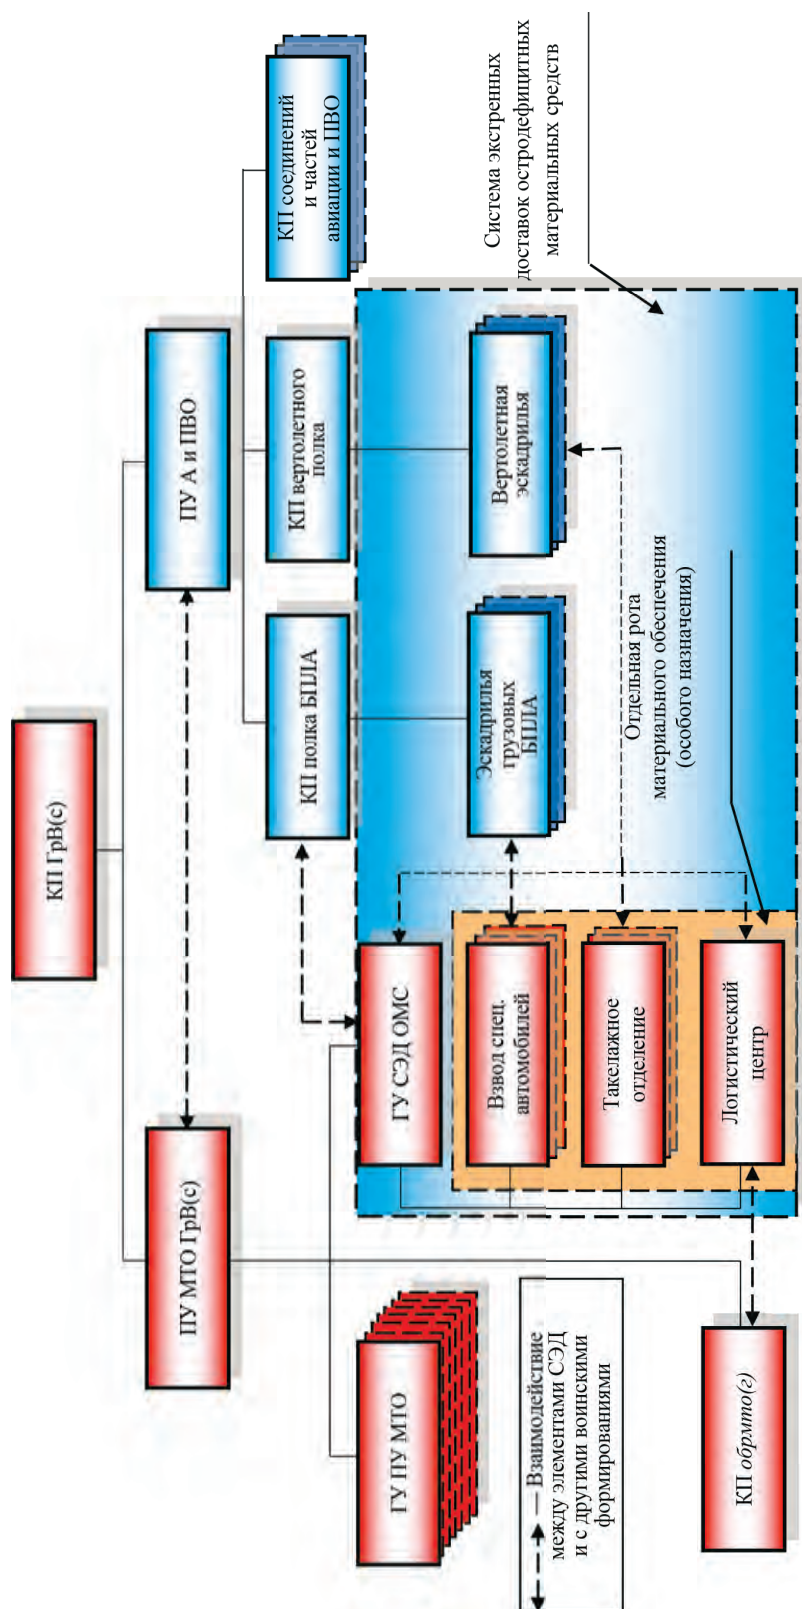 КП ГрВ(с)
ПУ МТО ГрВ(с)
ПУ А и ПВО
КП полка БПЛА
КП вертолетного
полка
КП соединений
и частей
авиации и ПВО
ГУ ПУ МТО
ГУ СЭД ОМС
Взвод спец.
автомобилей
Такелажное
отделение
Логистический
центр
Эскадрилья
грузовых
БПЛА
Вертолетная
эскадрилья
Система экстренных
доставок остродефицитных
материальных средств
Отдельная рота
материального обеспечения
(особого назначения)
КП обрмто(г)
— Взаимодействие
между элементами СЭД
и с другими воинскими
формированиями